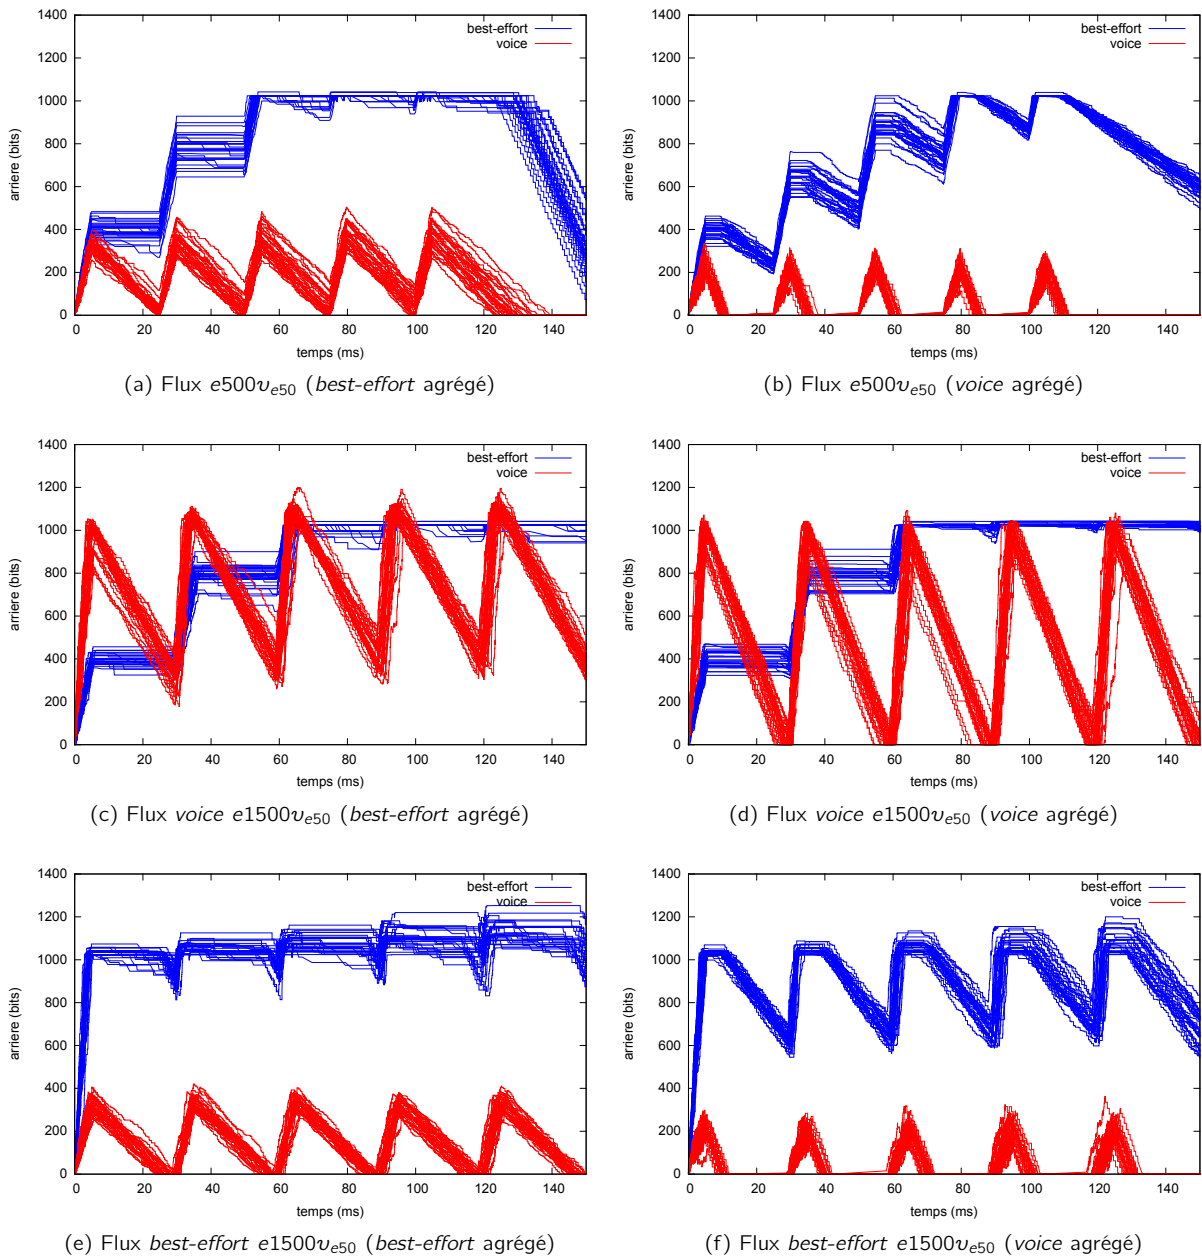 1400
1200
1000
800
600
400
200
0
0 20 40 60 80 100 120 140
arriere (bits)
temps (ms)
best-effort
voice
(a) Flux e500υe50 (best-effort agrégé)
1400
1200
1000
800
600
400
200
0
0 20 40 60 80 100 120 140
arriere (bits)
temps (ms)
best-effort
voice
(b) Flux e500υe50 (voice agrégé)
1400
1200
1000
800
600
400
200
0
0 20 40 60 80 100 120 140
arriere (bits)
temps (ms)
best-effort
voice
(c) Flux voice e1500υe50 (best-effort agrégé)
1400
1200
1000
800
600
400
200
0
0 20 40 60 80 100 120 140
arriere (bits)
temps (ms)
best-effort
voice
(d) Flux voice e1500υe50 (voice agrégé)
1400
1200
1000
800
600
400
200
0
0 20 40 60 80 100 120 140
arriere (bits)
temps (ms)
best-effort
voice
(e) Flux best-effort e1500υe50 (best-effort agrégé)
1400
1200
1000
800
600
400
200
0
0 20 40 60 80 100 120 140
arriere (bits)
temps (ms)
best-effort
voice
(f) Flux best-effort e1500υe50 (voice agrégé)